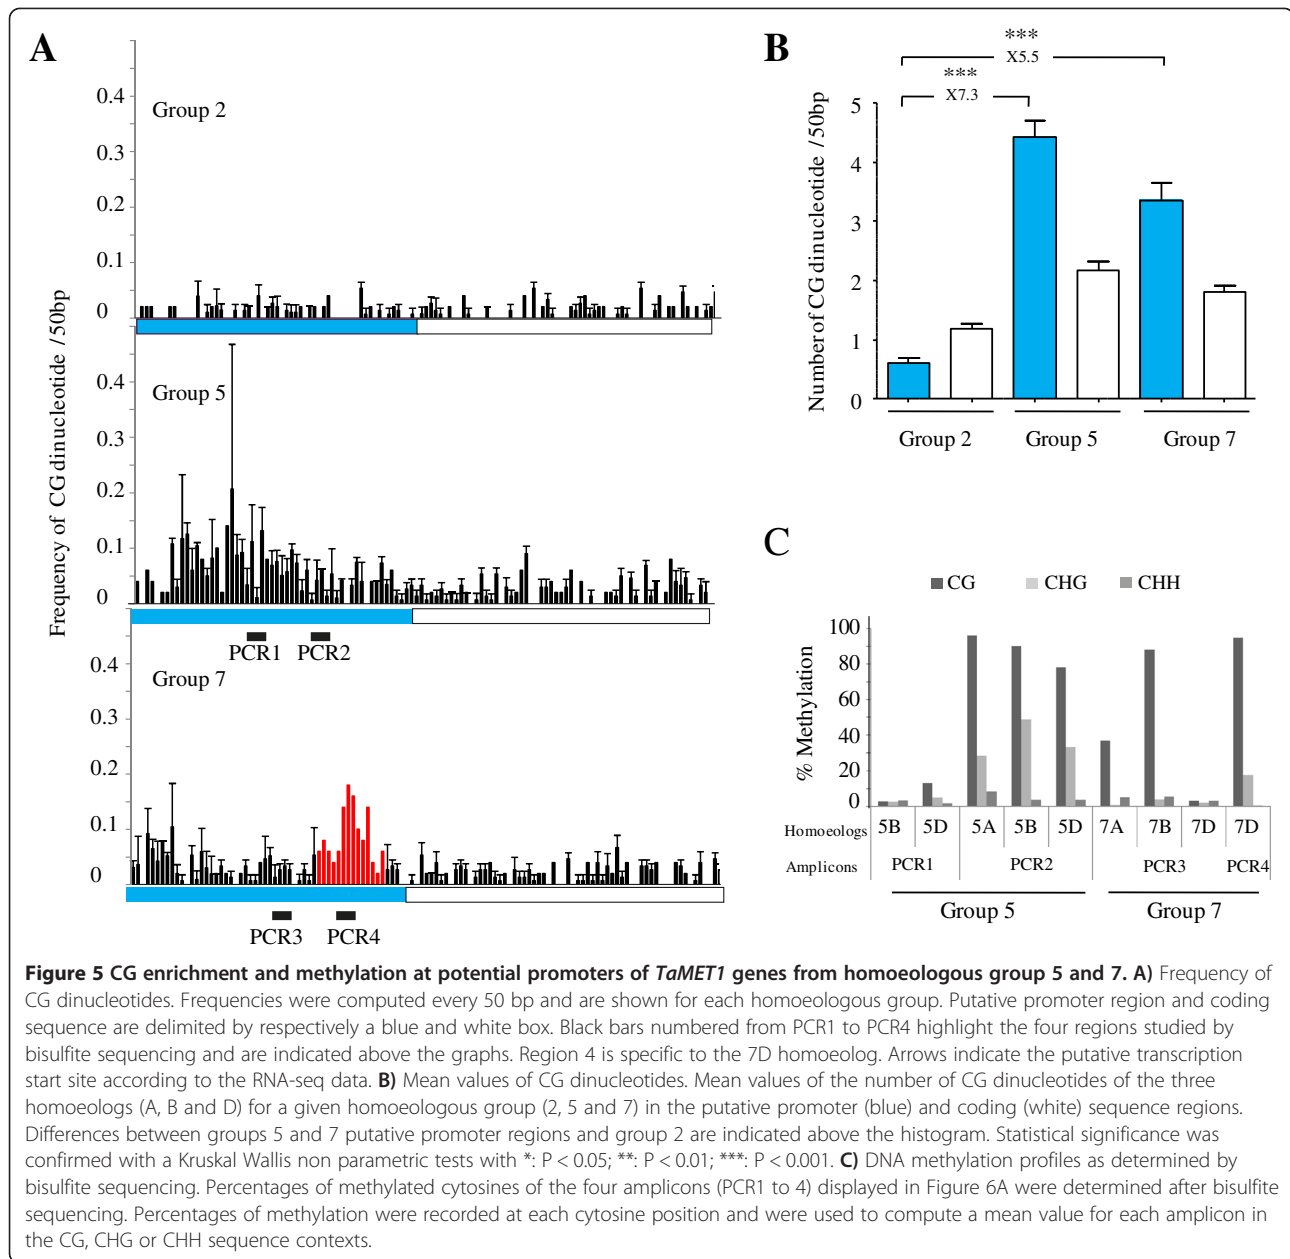 A
Group 2
0.4
0.3
0.2
0.1
0
Group 5
0.4
0.3
0.2
0.1
0
PCR1 PCR2
Group 7
0.4
0.3
0.2
0.1
0
PCR3 PCR4
Frequency of CG dinucleotide / 50bp
B
***
X5.5
***
X7.3
Number of CG dinucleotide / 50bp
5
4
3
2
1
0
Group 2 Group 5 Group 7
C
CG CHG CHH
% Methylation
100
80
60
40
20
0
Homoeologs 5B 5D 5A 5B 5D 7A 7B 7D 7D
Amplicons PCR1 PCR2 PCR3 PCR4
Group 5 Group 7
Figure 5 CG enrichment and methylation at potential promoters of TaMET1 genes from homoeologous group 5 and 7. A) Frequency of
CG dinucleotides. Frequencies were computed every 50 bp and are shown for each homoeologous group. Putative promoter region and coding
sequence are delimited by respectively a blue and white box. Black bars numbered from PCR1 to PCR4 highlight the four regions studied by
bisulfite sequencing and are indicated above the graphs. Region 4 is specific to the 7D homoeolog. Arrows indicate the putative transcription
start site according to the RNA-seq data. B) Mean values of CG dinucleotides. Mean values of the number of CG dinucleotides of the three
homoeologs (A, B and D) for a given homoeologous group (2, 5 and 7) in the putative promoter (blue) and coding (white) sequence regions.
Differences between groups 5 and 7 putative promoter regions and group 2 are indicated above the histogram. Statistical significance was
confirmed with a Kruskal Wallis non parametric tests with *: P < 0.05; **: P < 0.01; ***: P < 0.001. C) DNA methylation profiles as determined by
bisulfite sequencing. Percentages of methylated cytosines of the four amplicons (PCR1 to 4) displayed in Figure 6A were determined after bisulfite
sequencing. Percentages of methylation were recorded at each cytosine position and were used to compute a mean value for each amplicon in
the CG, CHG or CHH sequence contexts.